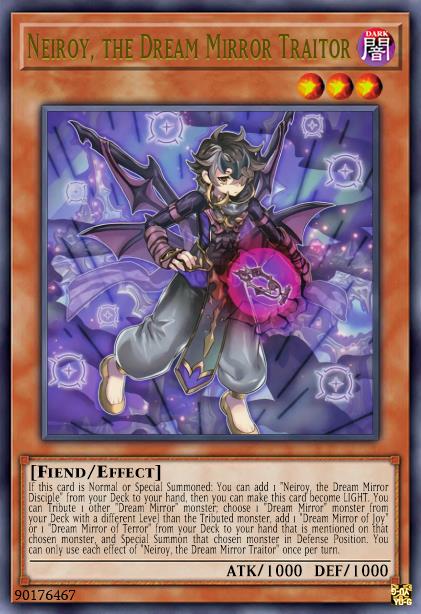 Neiroy, the Dream Mirror Traitor
DARK
闇
[Fiend/Effect]
If this card is Normal or Special Summoned: You can add 1 "Neiroy, the Dream Mirror
Disciple" from your Deck to your hand, then you can make this card become LIGHT. You
can Tribute 1 other "Dream Mirror" monster; choose 1 "Dream Mirror" monster from
your Deck with a different Level than the Tributed monster, add 1 "Dream Mirror of Joy"
or 1 "Dream Mirror of Terror" from your Deck to your hand that is mentioned on that
chosen monster, and Special Summon that chosen monster in Defense Position. You
can only use each effect of "Neiroy, the Dream Mirror Traitor" once per turn.
ATK/1000 DEF/1000
90176467